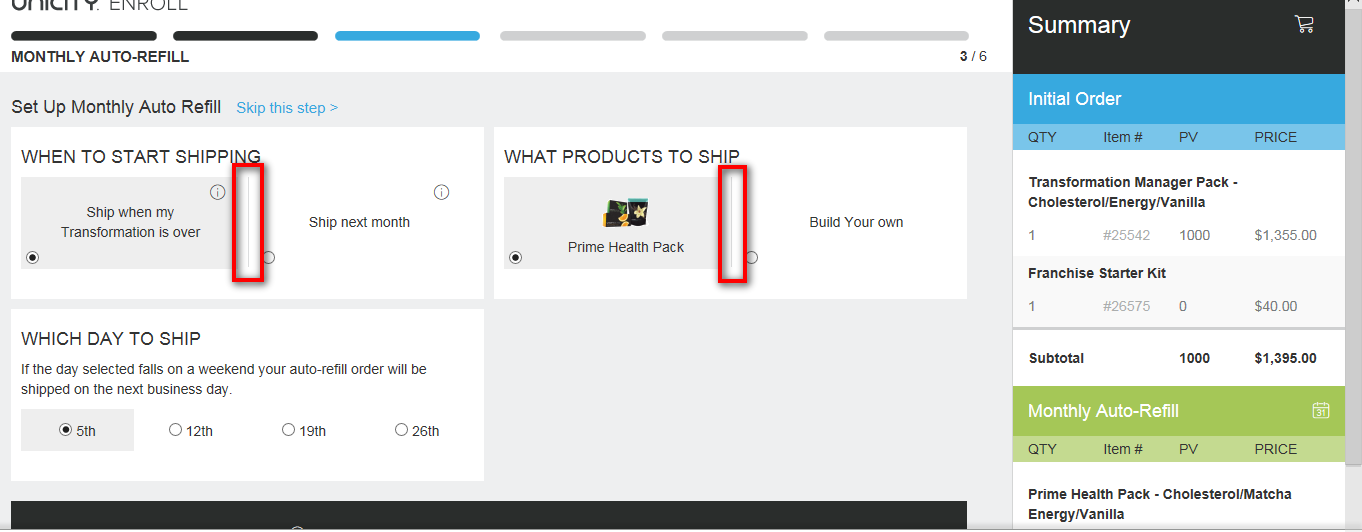 UNICITY. ENROLL
MONTHLY AUTO-REFILL
3 / 6
Set Up Monthly Auto Refill Skip this step >
WHEN TO START SHIPPING
Ship when my
Transformation is over
Ship next month
WHAT PRODUCTS TO SHIP
Prime Health Pack
Build Your own
WHICH DAY TO SHIP
If the day selected falls on a weekend your auto-refill order will be
shipped on the next business day.
5th 12th 19th 26th
Summary
Initial Order
QTY Item # PV PRICE
Transformation Manager Pack -
Cholesterol/Energy/Vanilla
1 #25542 1000 $1,355.00
Franchise Starter Kit
1 #26575 0 $40.00
Subtotal 1000 $1,395.00
Monthly Auto-Refill
31
QTY Item # PV PRICE
Prime Health Pack - Cholesterol/Matcha
Energy/Vanilla